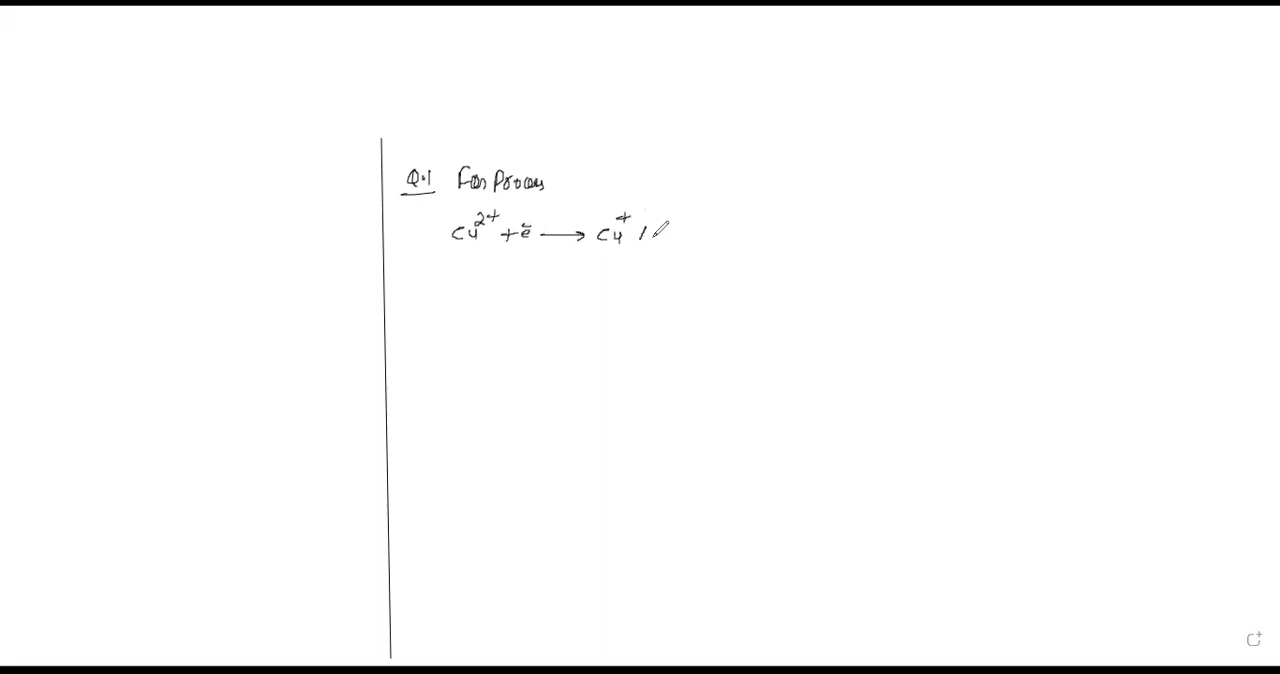 Q.1 For Process
Cu²⁺ + e⁻ ⟶ Cu⁺ /